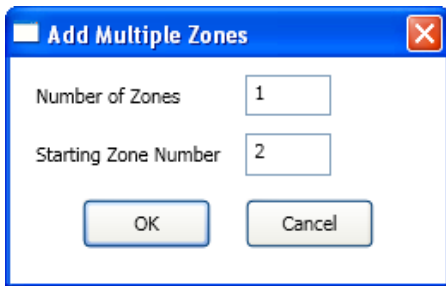 Add Multiple Zones
Number of Zones 1
Starting Zone Number 2
OK Cancel